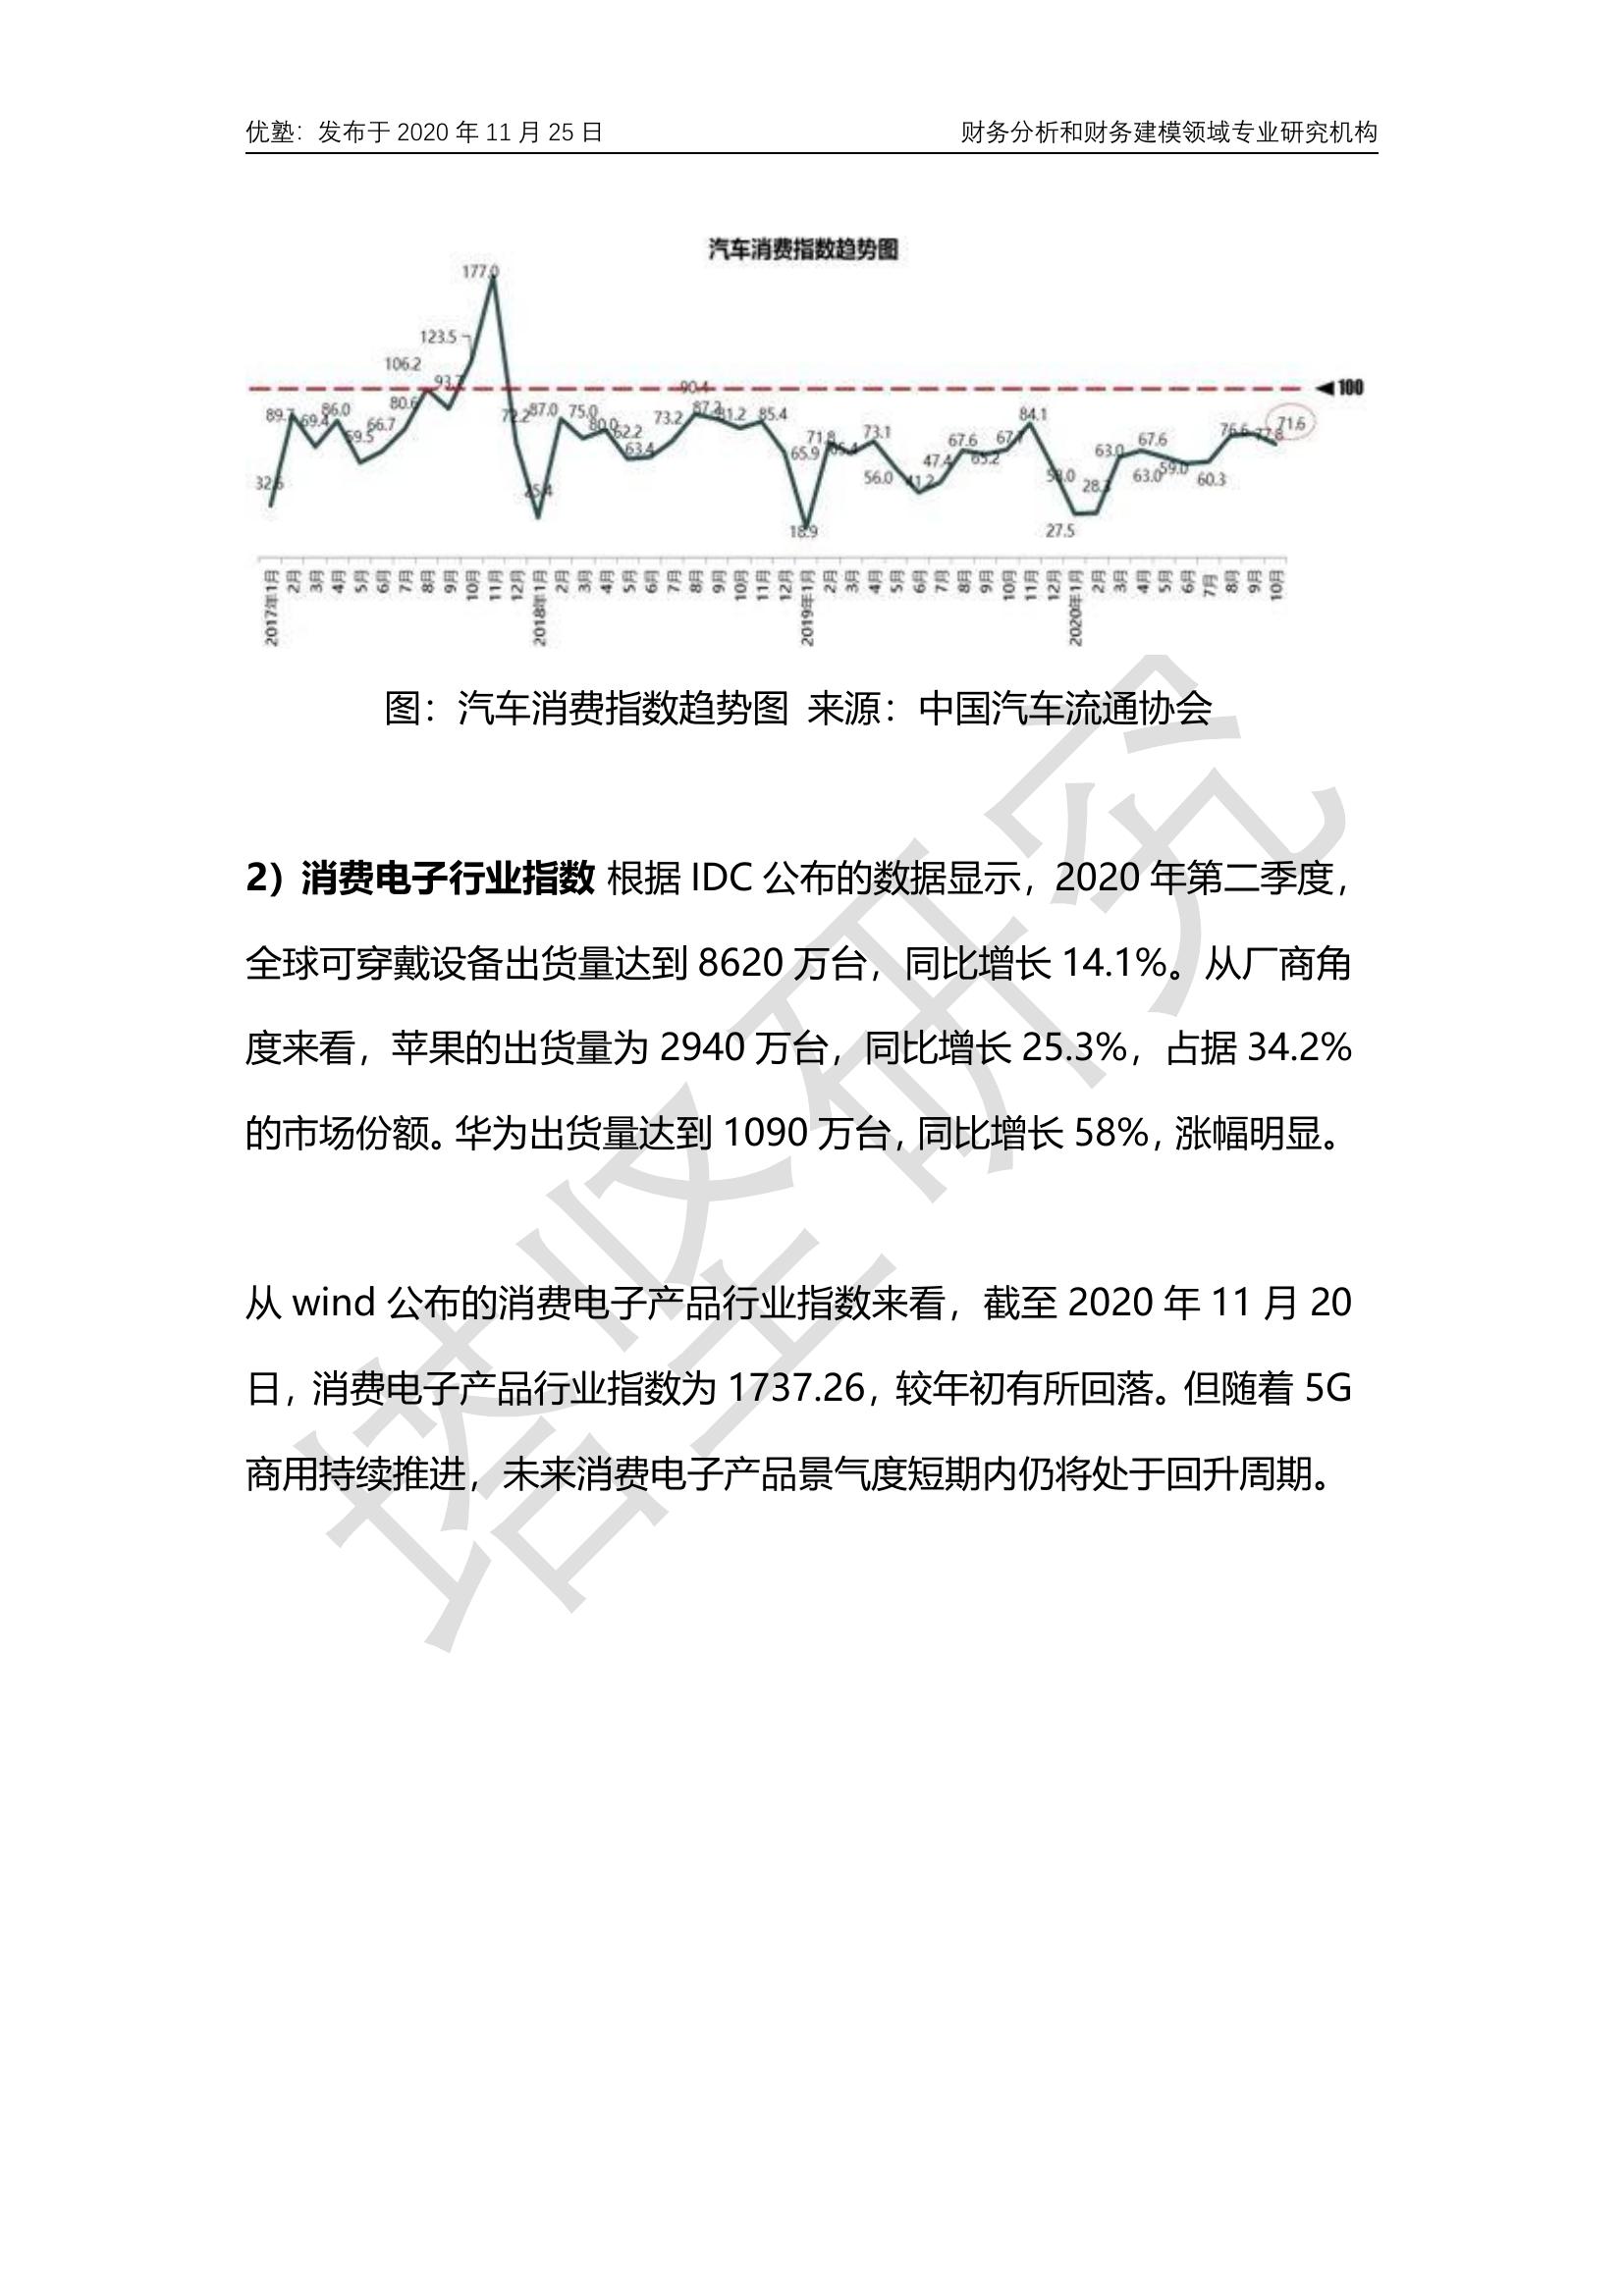 优塾：发布于 2020 年 11 月 25 日 财务分析和财务建模领域专业研究机构
汽车消费指数趋势图
177.0
123.5
106.2
93.7
90.4
100
89.7 69.4 86.0 59.5 66.7 80.6 72.2 87.0 75.0 80.0 62.2 63.4 73.2 87.2 81.2 85.4 65.9 71.8 65.4 73.1 56.0 41.2 47.4 67.6 65.2 84.1 58.0 28.3 63.0 67.6 63.0 59.0 60.3 76.6 77.8 71.6
32.6 25.4 18.9 27.5
2017年1月 2月 3月 4月 5月 6月 7月 8月 9月 10月 11月 12月 2018年1月 2月 3月 4月 5月 6月 7月 8月 9月 10月 11月 12月 2019年1月 2月 3月 4月 5月 6月 7月 8月 9月 10月 11月 12月 2020年1月 2月 3月 4月 5月 6月 7月 8月 9月 10月
图：汽车消费指数趋势图 来源：中国汽车流通协会
2）消费电子行业指数 根据 IDC 公布的数据显示，2020 年第二季度，
全球可穿戴设备出货量达到 8620 万台，同比增长 14.1%。从厂商角
度来看，苹果的出货量为 2940 万台，同比增长 25.3%，占据 34.2%
的市场份额。华为出货量达到 1090 万台，同比增长 58%，涨幅明显。
从 wind 公布的消费电子产品行业指数来看，截至 2020 年 11 月 20
日，消费电子产品行业指数为 1737.26，较年初有所回落。但随着 5G
商用持续推进，未来消费电子产品景气度短期内仍将处于回升周期。
塔坚研究